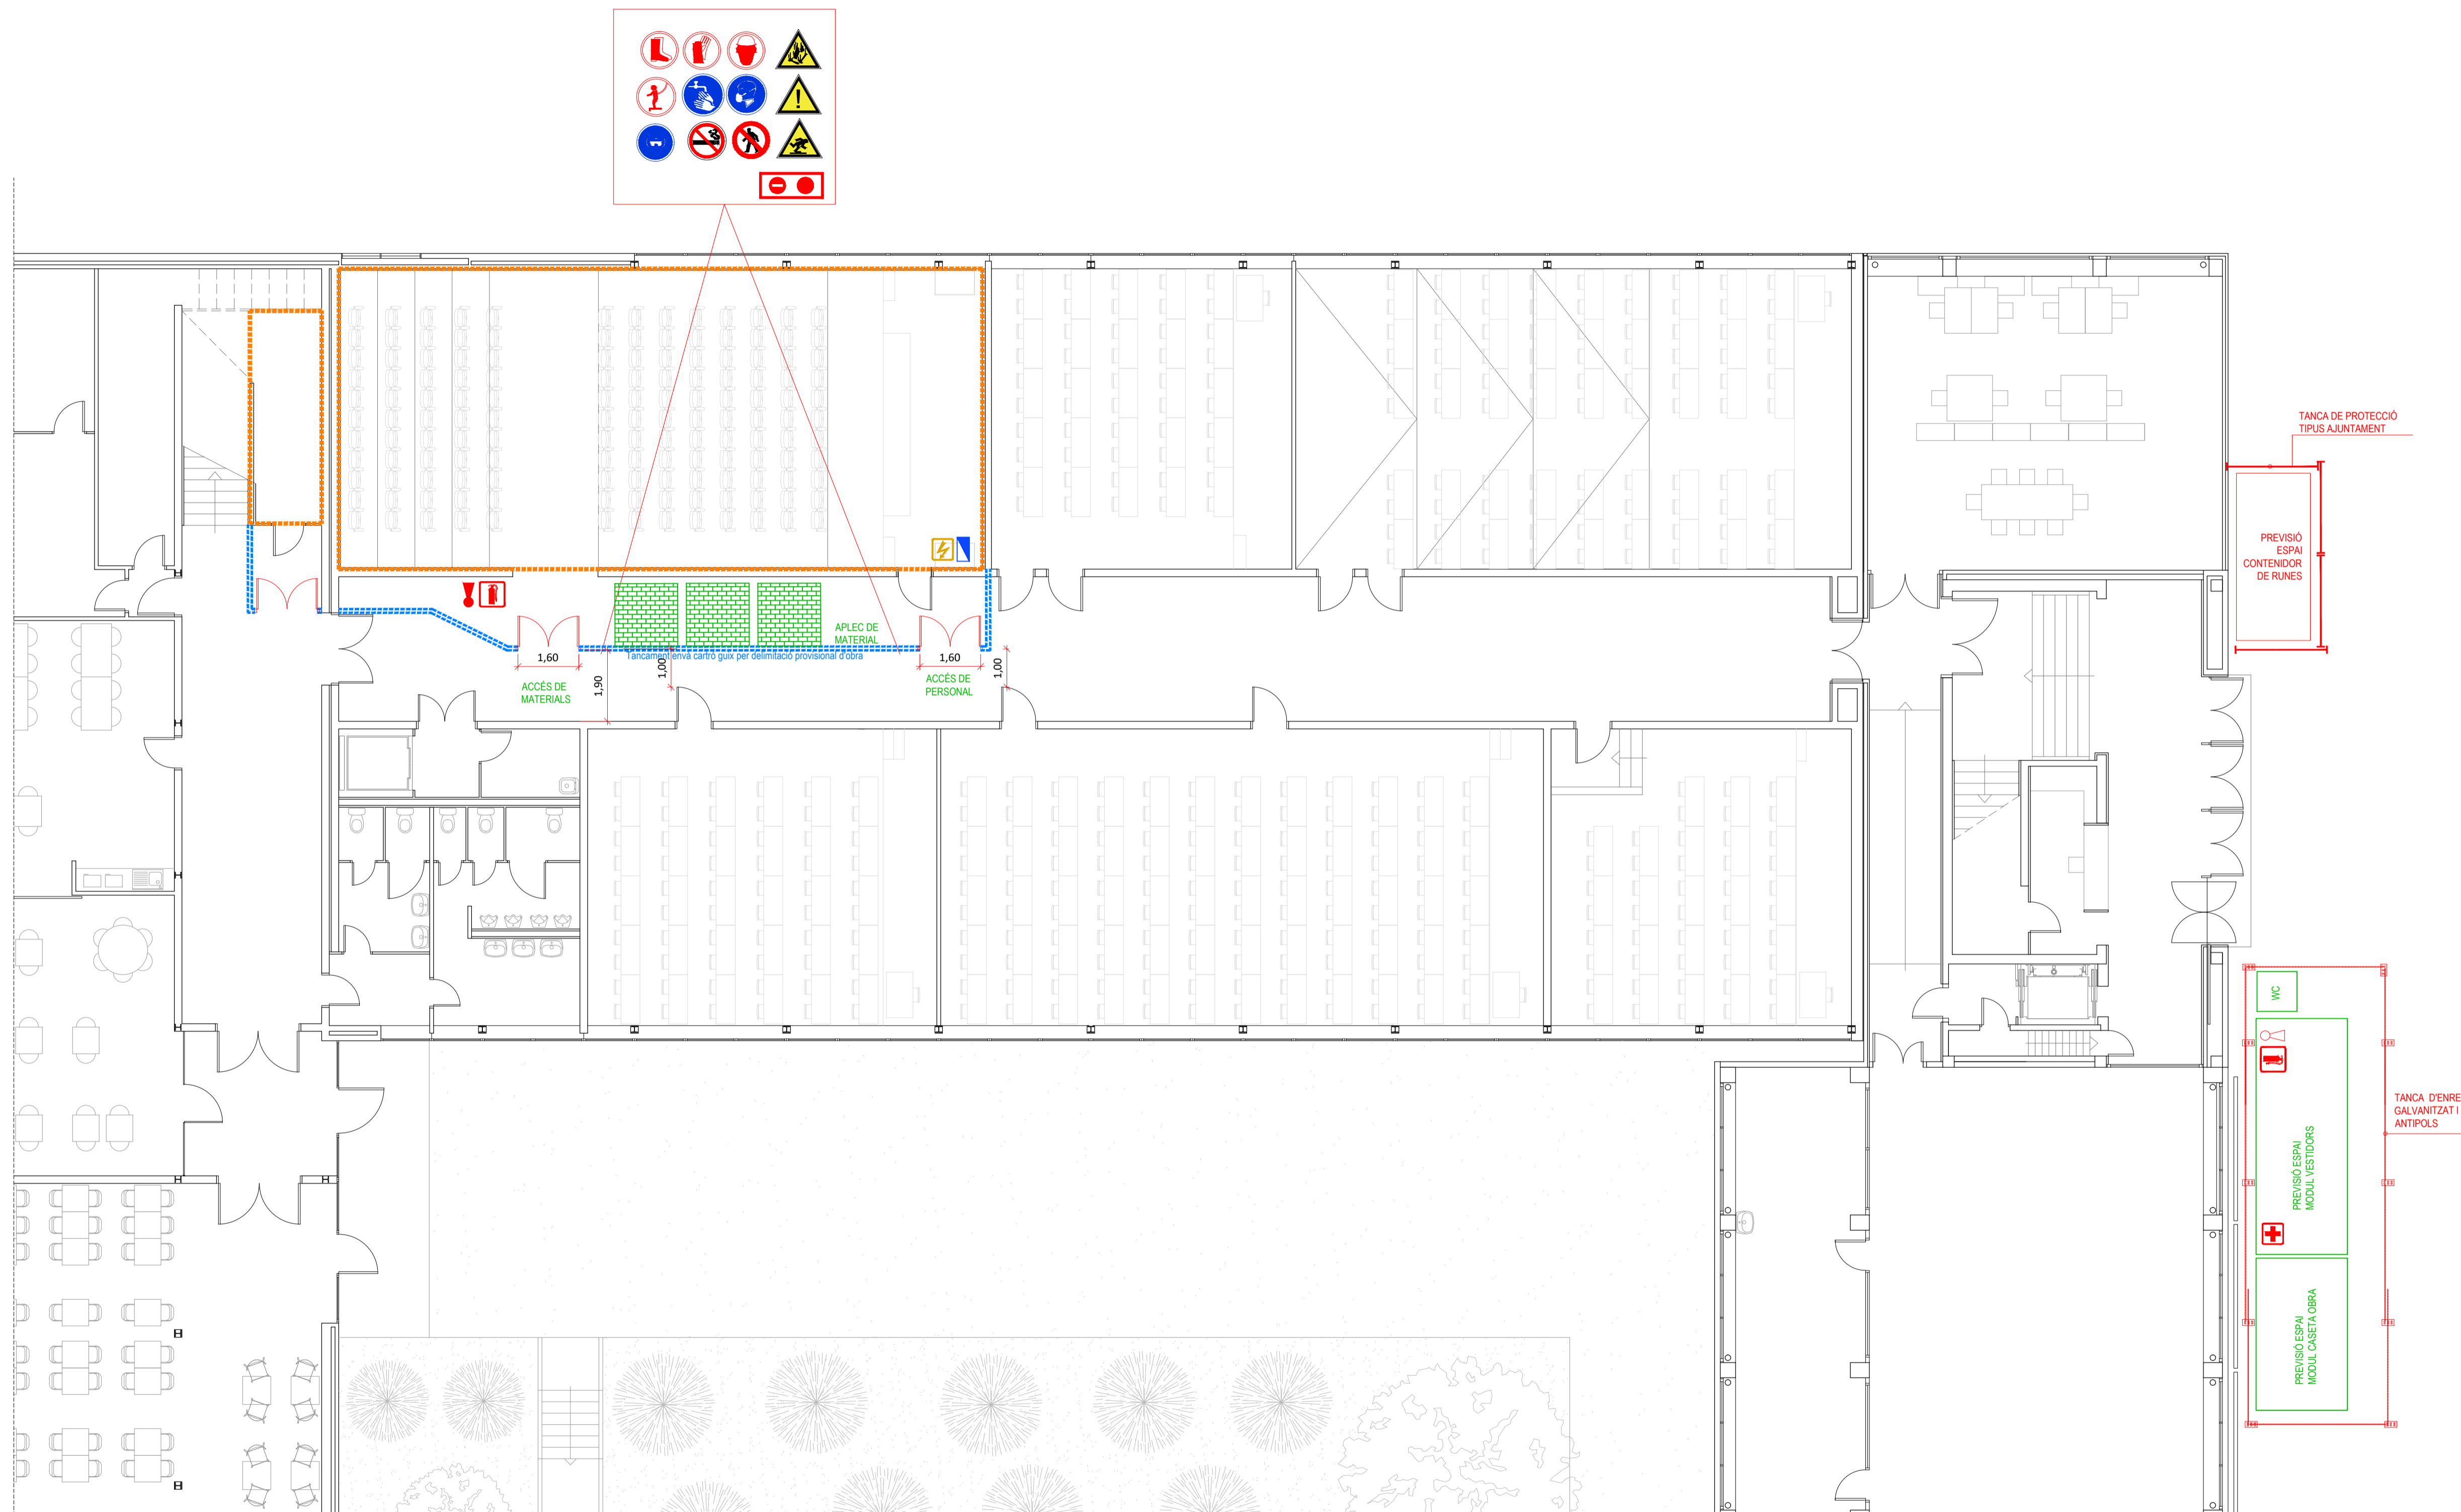 !
TANCA DE PROTECCIÓ
TIPUS AJUNTAMENT
PREVISIÓ
ESPAI
CONTENIDOR
DE RUNES
APLEC DE
MATERIAL
Tancament envà cartró guix per delimitació provisional d'obra
1,60
1,00
1,90
1,60
1,00
ACCÉS DE
MATERIALS
ACCÉS DE
PERSONAL
WC
PREVISIÓ ESPAI
MODUL VESTIDORS
PREVISIÓ ESPAI
MODUL CASETA OBRA
TANCA D'ENRE
GALVANITZAT I
ANTIPOLS